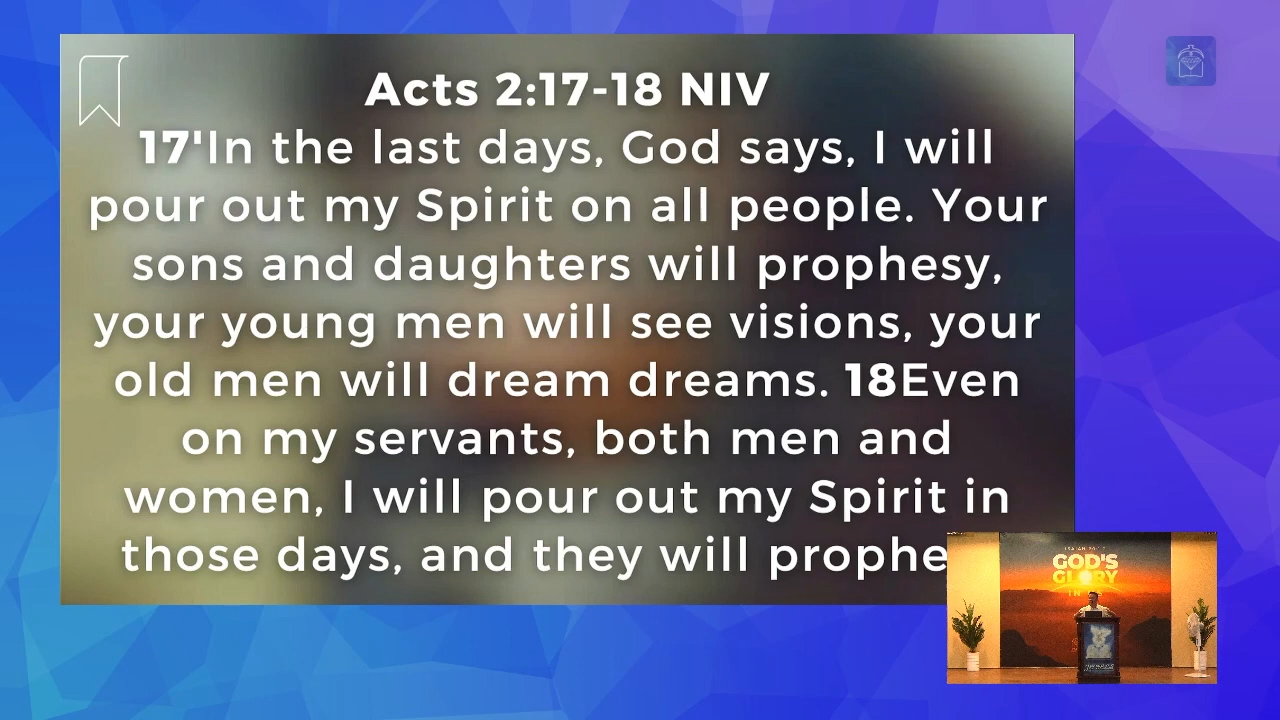 Acts 2:17-18 NIV
17'In the last days, God says, I will
pour out my Spirit on all people. Your
sons and daughters will prophesy,
your young men will see visions, your
old men will dream dreams. 18Even
on my servants, both men and
women, I will pour out my Spirit in
those days, and they will prophe
GOD'S
GLORY
IN